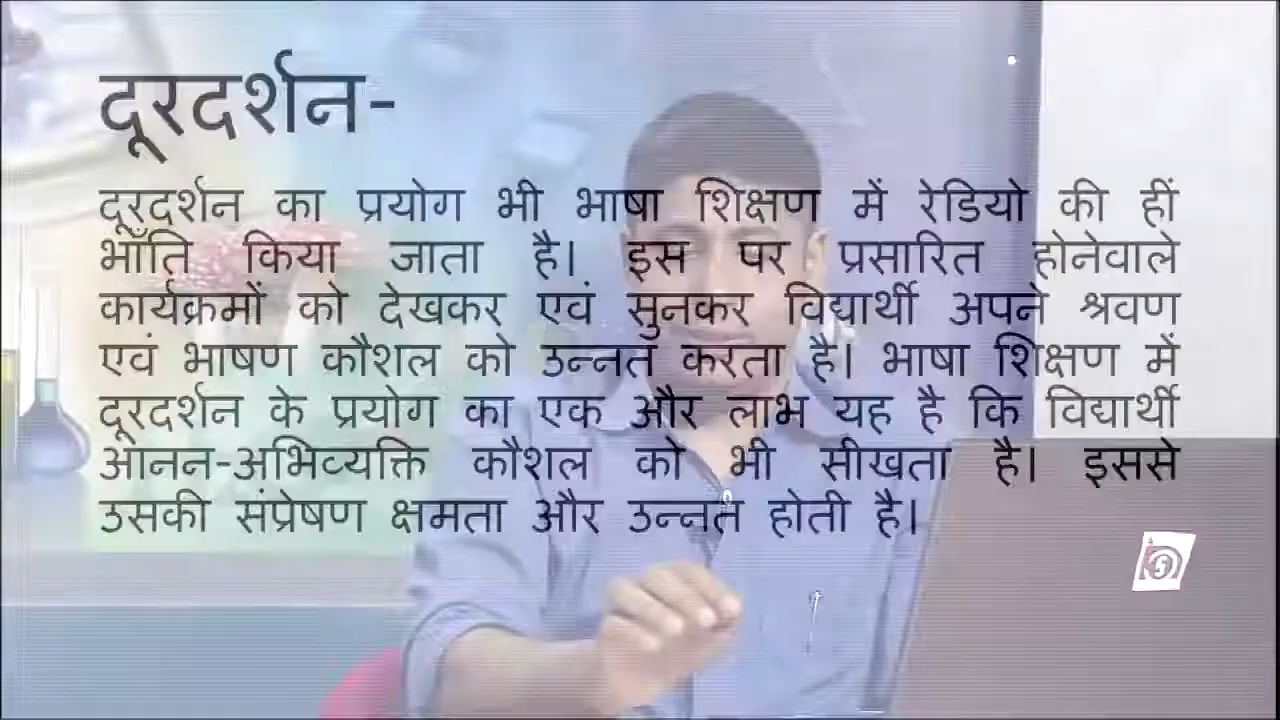 दूरदर्शन-
दूरदर्शन का प्रयोग भी भाषा शिक्षण में रेडियो की हीं
भाँति किया जाता है। इस पर प्रसारित होनेवाले
कार्यक्रमों को देखकर एवं सुनकर विद्यार्थी अपने श्रवण
एवं भाषण कौशल को उन्नत करता है। भाषा शिक्षण में
दूरदर्शन के प्रयोग का एक और लाभ यह है कि विद्यार्थी
आनन-अभिव्यक्ति कौशल को भी सीखता है। इससे
उसकी संप्रेषण क्षमता और उन्नत होती है।